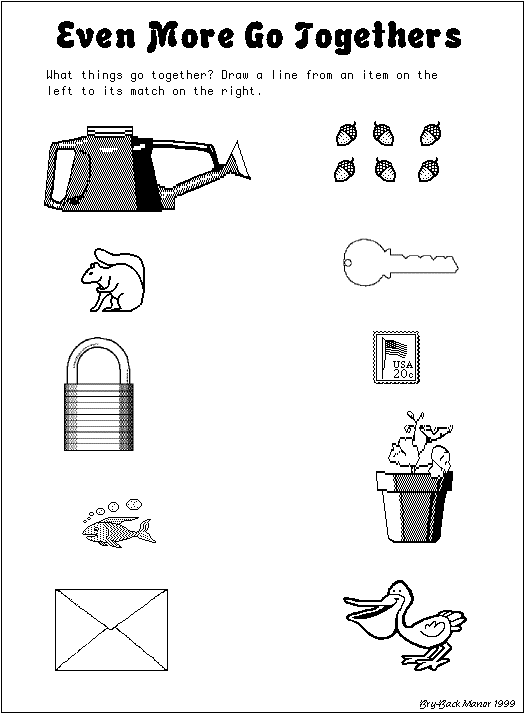 Even More Go Togethers
What things go together? Draw a line from an item on the
left to its match on the right.
USA
20c
Bry-Back Manor 1999